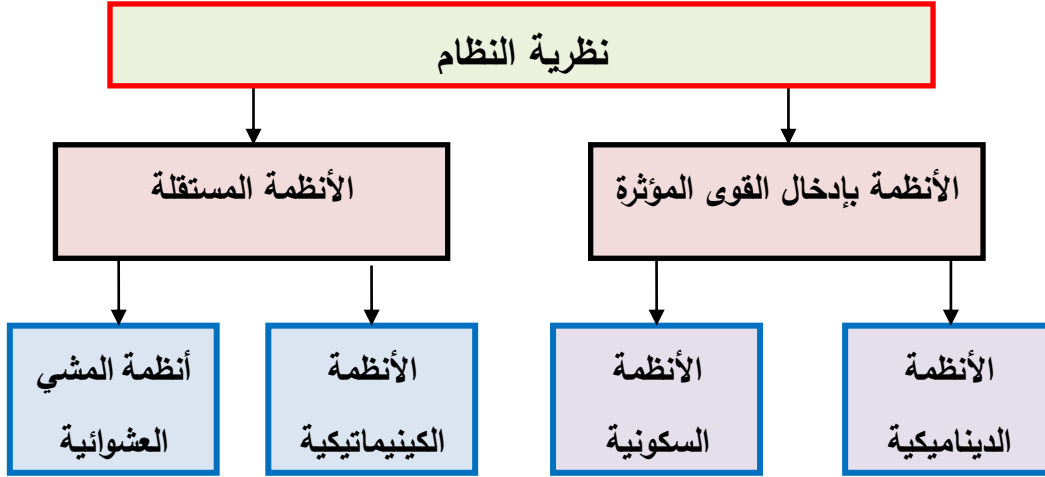 نظرية النظام
الأنظمة بإدخال القوى المؤثرة
الأنظمة المستقلة
الأنظمة
الديناميكية
الأنظمة
السكونية
الأنظمة
الكينيماتيكية
أنظمة المشي
العشوائية